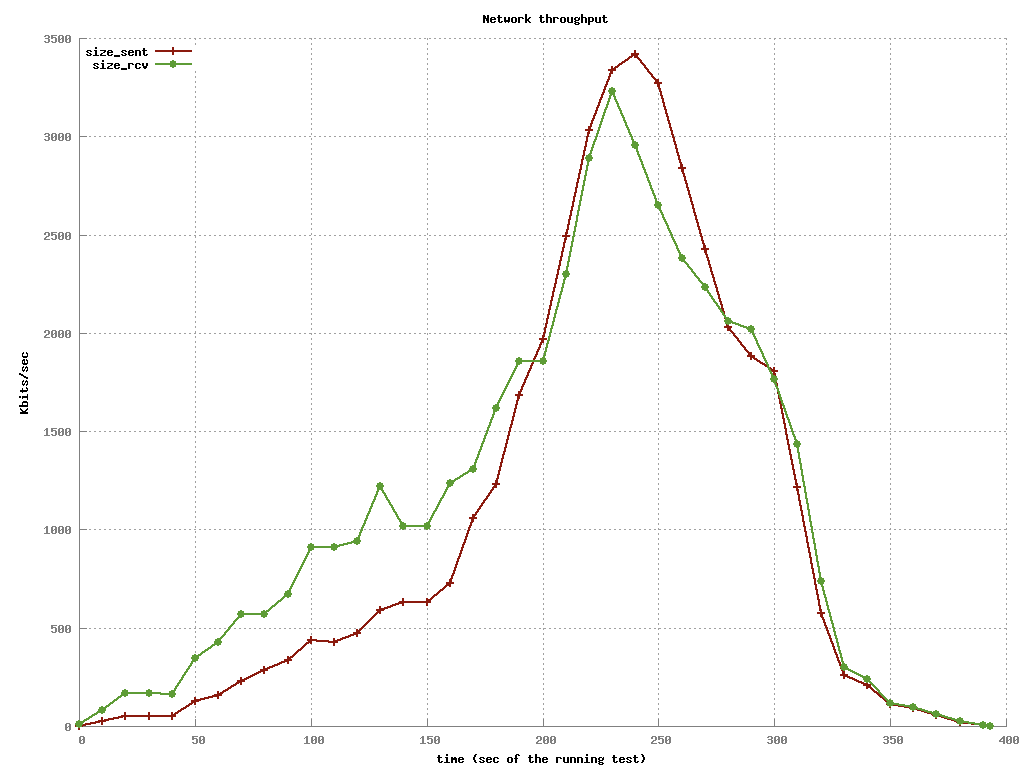 Network throughput
3500
size_sent
size_rcv
3000
2500
2000
Kbits/sec
1500
1000
500
0
0 50 100 150 200 250 300 350 400
time (sec of the running test)